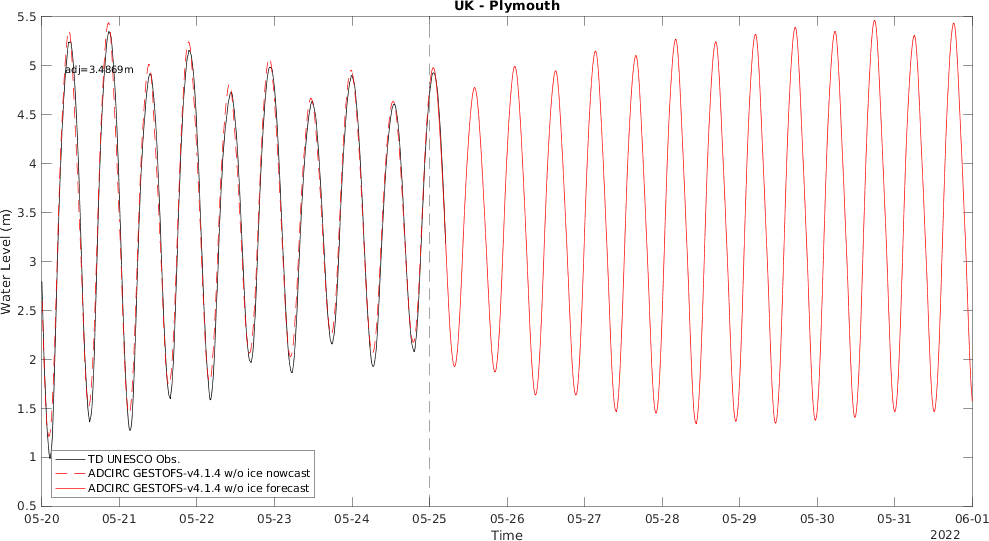 UK - Plymouth
adj=3.4869m
Water Level (m)
5.5
5
4.5
4
3.5
3
2.5
2
1.5
1
0.5
TD UNESCO Obs.
ADCIRC GESTOFS-v4.1.4 w/o ice nowcast
ADCIRC GESTOFS-v4.1.4 w/o ice forecast
05-20 05-21 05-22 05-23 05-24 05-25 05-26 05-27 05-28 05-29 05-30 05-31 06-01
Time
2022